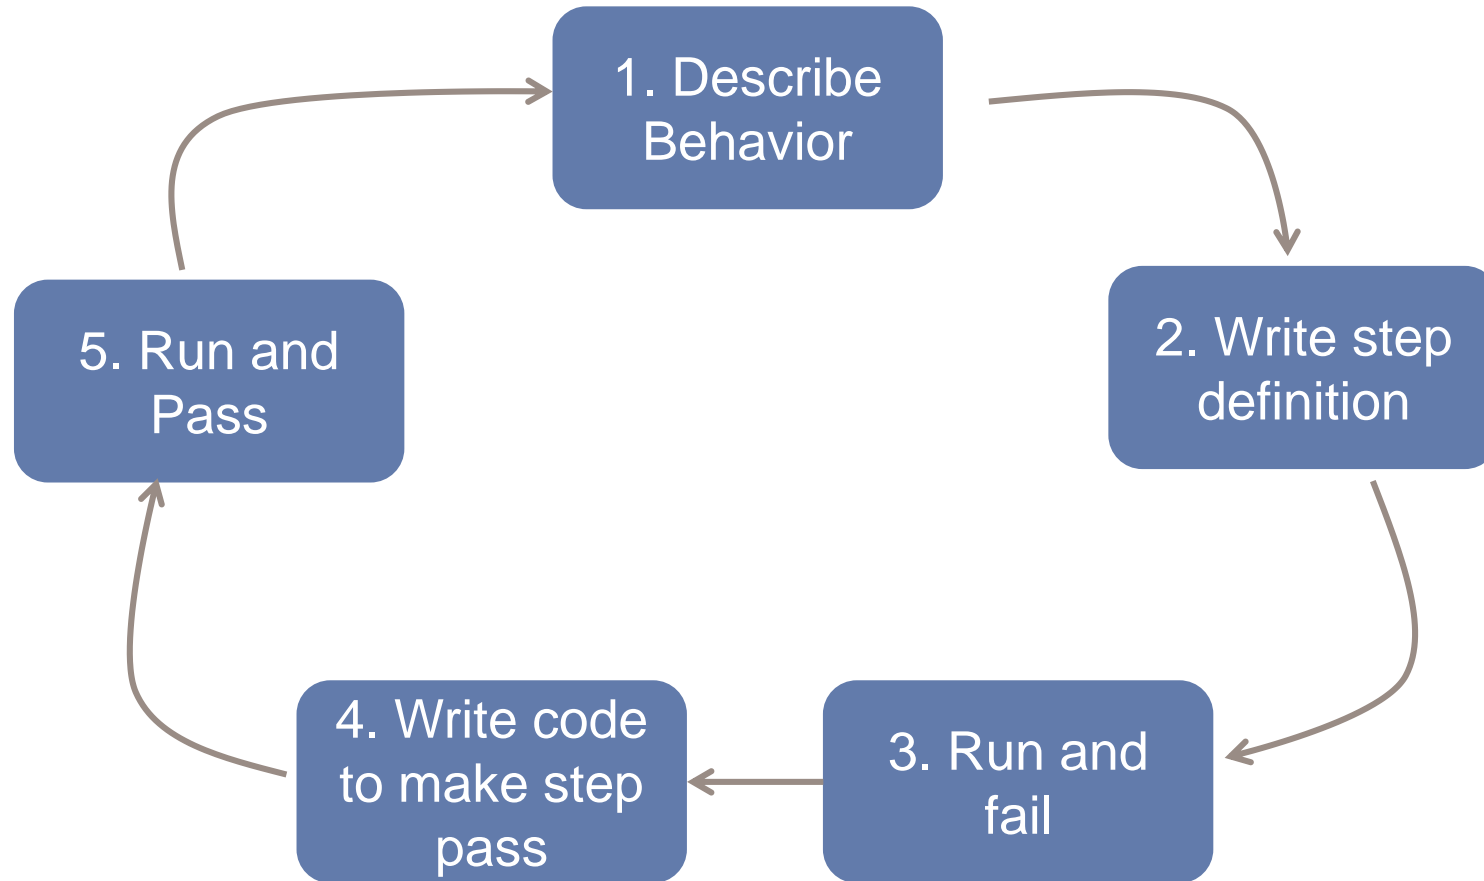 1. Describe
Behavior
2. Write step
definition
3. Run and
fail
4. Write code
to make step
pass
5. Run and
Pass